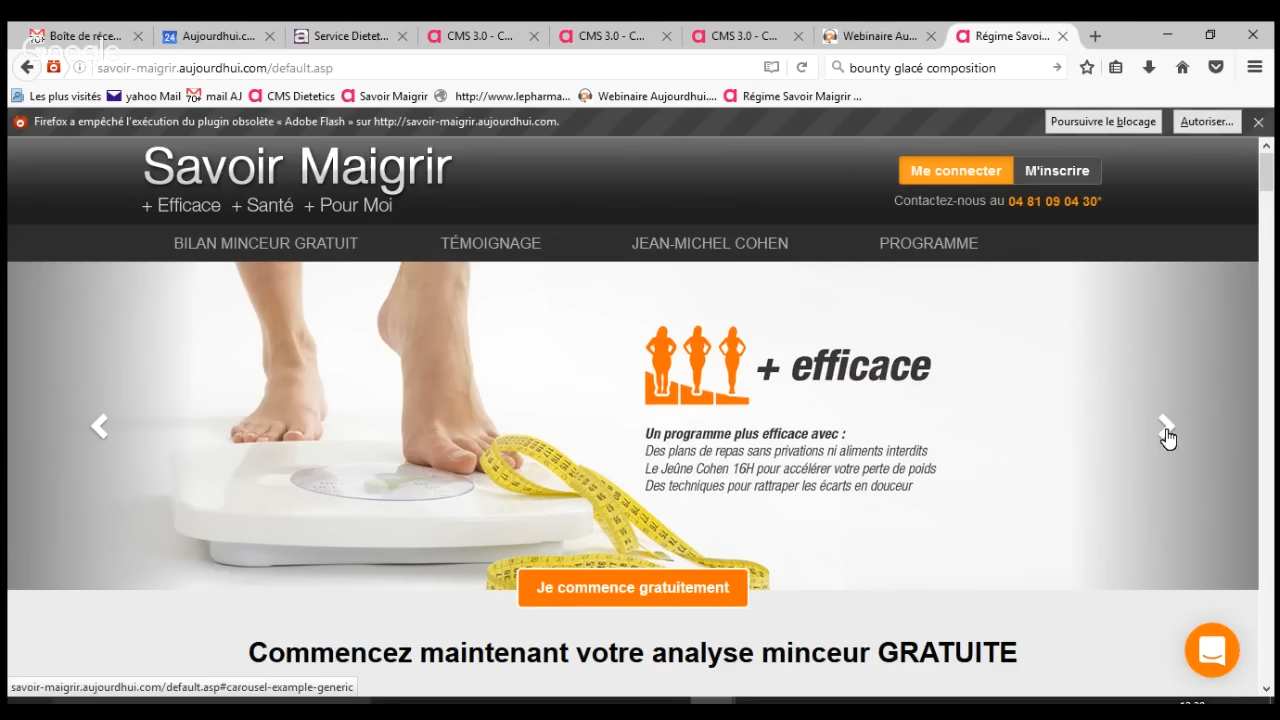 Boîte de réce...
Aujourdhui.c...
Service Dietet...
CMS 3.0 - C...
CMS 3.0 - C...
CMS 3.0 - C...
Webinaire Au...
Régime Savoi...
Google
savoir-maigrir.aujourdhui.com/default.asp
bounty glacé composition
Les plus visités
yahoo Mail
mail AJ
CMS Dietetics
Savoir Maigrir
http://www.lepharma...
Webinaire Aujourdhui....
Régime Savoir Maigrir ...
Firefox a empêché l'exécution du plugin obsolète « Adobe Flash » sur http://savoir-maigrir.aujourdhui.com.
Poursuivre le blocage
Autoriser...
Savoir Maigrir
+ Efficace + Santé + Pour Moi
Me connecter
M'inscrire
Contactez-nous au 04 81 09 04 30*
BILAN MINCEUR GRATUIT
TÉMOIGNAGE
JEAN-MICHEL COHEN
PROGRAMME
+ efficace
Un programme plus efficace avec :
Des plans de repas sans privations ni aliments interdits
Le Jeûne Cohen 16H pour accélérer votre perte de poids
Des techniques pour rattraper les écarts en douceur
Je commence gratuitement
Commencez maintenant votre analyse minceur GRATUITE
savoir-maigrir.aujourdhui.com/default.asp#carousel-example-generic